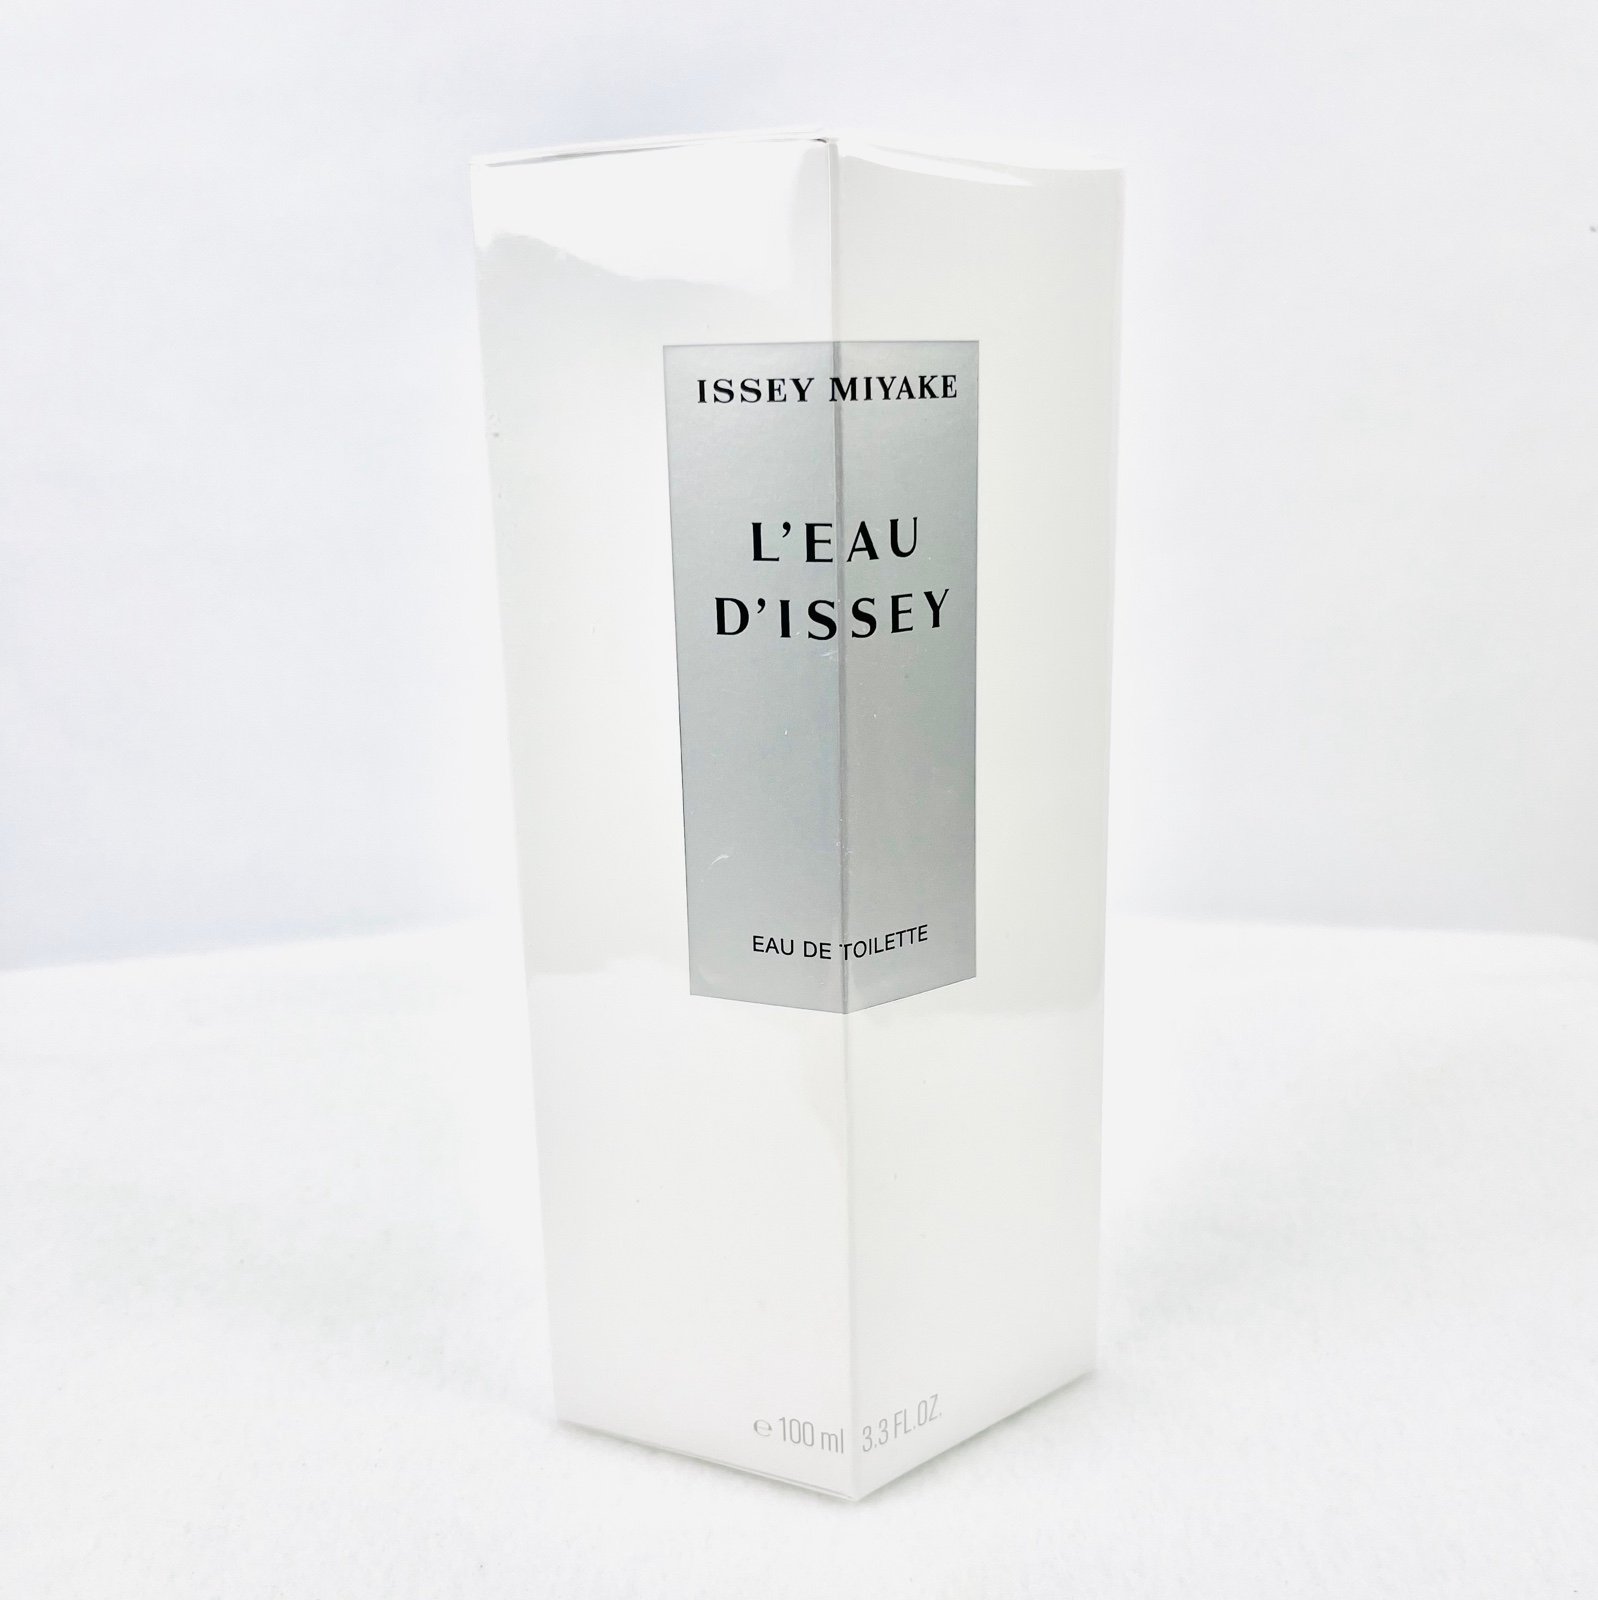 ISSEY MIYAKE
L'EAU
D'ISSEY
EAU DE TOILETTE
℮ 100 ml 3.3 FL.OZ.